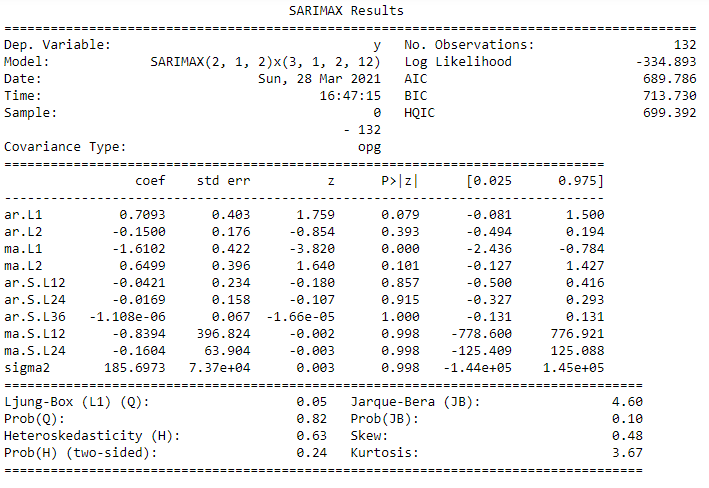 SARIMAX Results
==========================================================================================
Dep. Variable: y No. Observations: 132
Model: SARIMAX(2, 1, 2)x(3, 1, 2, 12) Log Likelihood -334.893
Date: Sun, 28 Mar 2021 AIC 689.786
Time: 16:47:15 BIC 713.730
Sample: 0 HQIC 699.392
- 132
Covariance Type: opg
==============================================================================
coef std err z P>|z| [0.025 0.975]
------------------------------------------------------------------------------
ar.L1 0.7093 0.403 1.759 0.079 -0.081 1.500
ar.L2 -0.1500 0.176 -0.854 0.393 -0.494 0.194
ma.L1 -1.6102 0.422 -3.820 0.000 -2.436 -0.784
ma.L2 0.6499 0.396 1.640 0.101 -0.127 1.427
ar.S.L12 -0.0421 0.234 -0.180 0.857 -0.500 0.416
ar.S.L24 -0.0169 0.158 -0.107 0.915 -0.327 0.293
ar.S.L36 -1.108e-06 0.067 -1.66e-05 1.000 -0.131 0.131
ma.S.L12 -0.8394 396.824 -0.002 0.998 -778.600 776.921
ma.S.L24 -0.1604 63.904 -0.003 0.998 -125.409 125.088
sigma2 185.6973 7.37e+04 0.003 0.998 -1.44e+05 1.45e+05
===================================================================================
Ljung-Box (L1) (Q): 0.05 Jarque-Bera (JB): 4.60
Prob(Q): 0.82 Prob(JB): 0.10
Heteroskedasticity (H): 0.63 Skew: 0.48
Prob(H) (two-sided): 0.24 Kurtosis: 3.67
===================================================================================